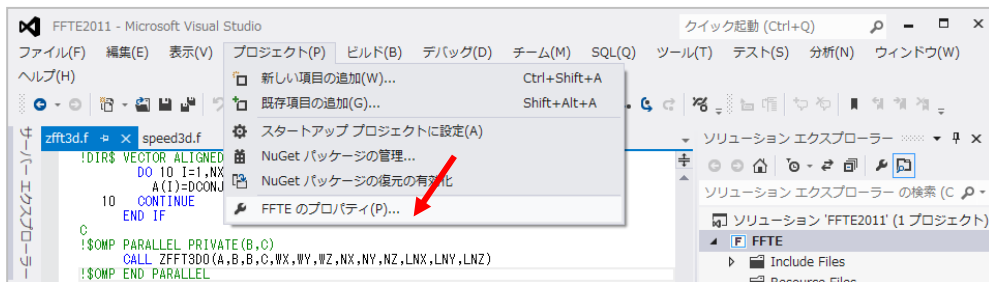 FFTE2011 - Microsoft Visual Studio
クイック起動 (Ctrl+Q)
ファイル(F) 編集(E) 表示(V) プロジェクト(P) ビルド(B) デバッグ(D) チーム(M) SQL(Q) ツール(T) テスト(S) 分析(N) ウィンドウ(W)
ヘルプ(H)
新しい項目の追加(W)... Ctrl+Shift+A
既存項目の追加(G)... Shift+Alt+A
スタートアップ プロジェクトに設定(A)
NuGet パッケージの管理...
NuGet パッケージの復元の有効化
FFTE のプロパティ(P)...
サーバー エクスプローラー
zfft3d.f speed3d.f
!DIR$ VECTOR ALIGNED
DO 10 I=1,NX
A(I)=DCONJ
10 CONTINUE
END IF
C
!$OMP PARALLEL PRIVATE(B,C)
CALL ZFFT3D0(A,B,B,C,WX,WY,WZ,NX,NY,NZ,LNX,LNY,LNZ)
!$OMP END PARALLEL
ソリューション エクスプローラー
ソリューション エクスプローラー の検索 (C
ソリューション 'FFTE2011' (1 プロジェクト)
FFTE
Include Files
Resource Files